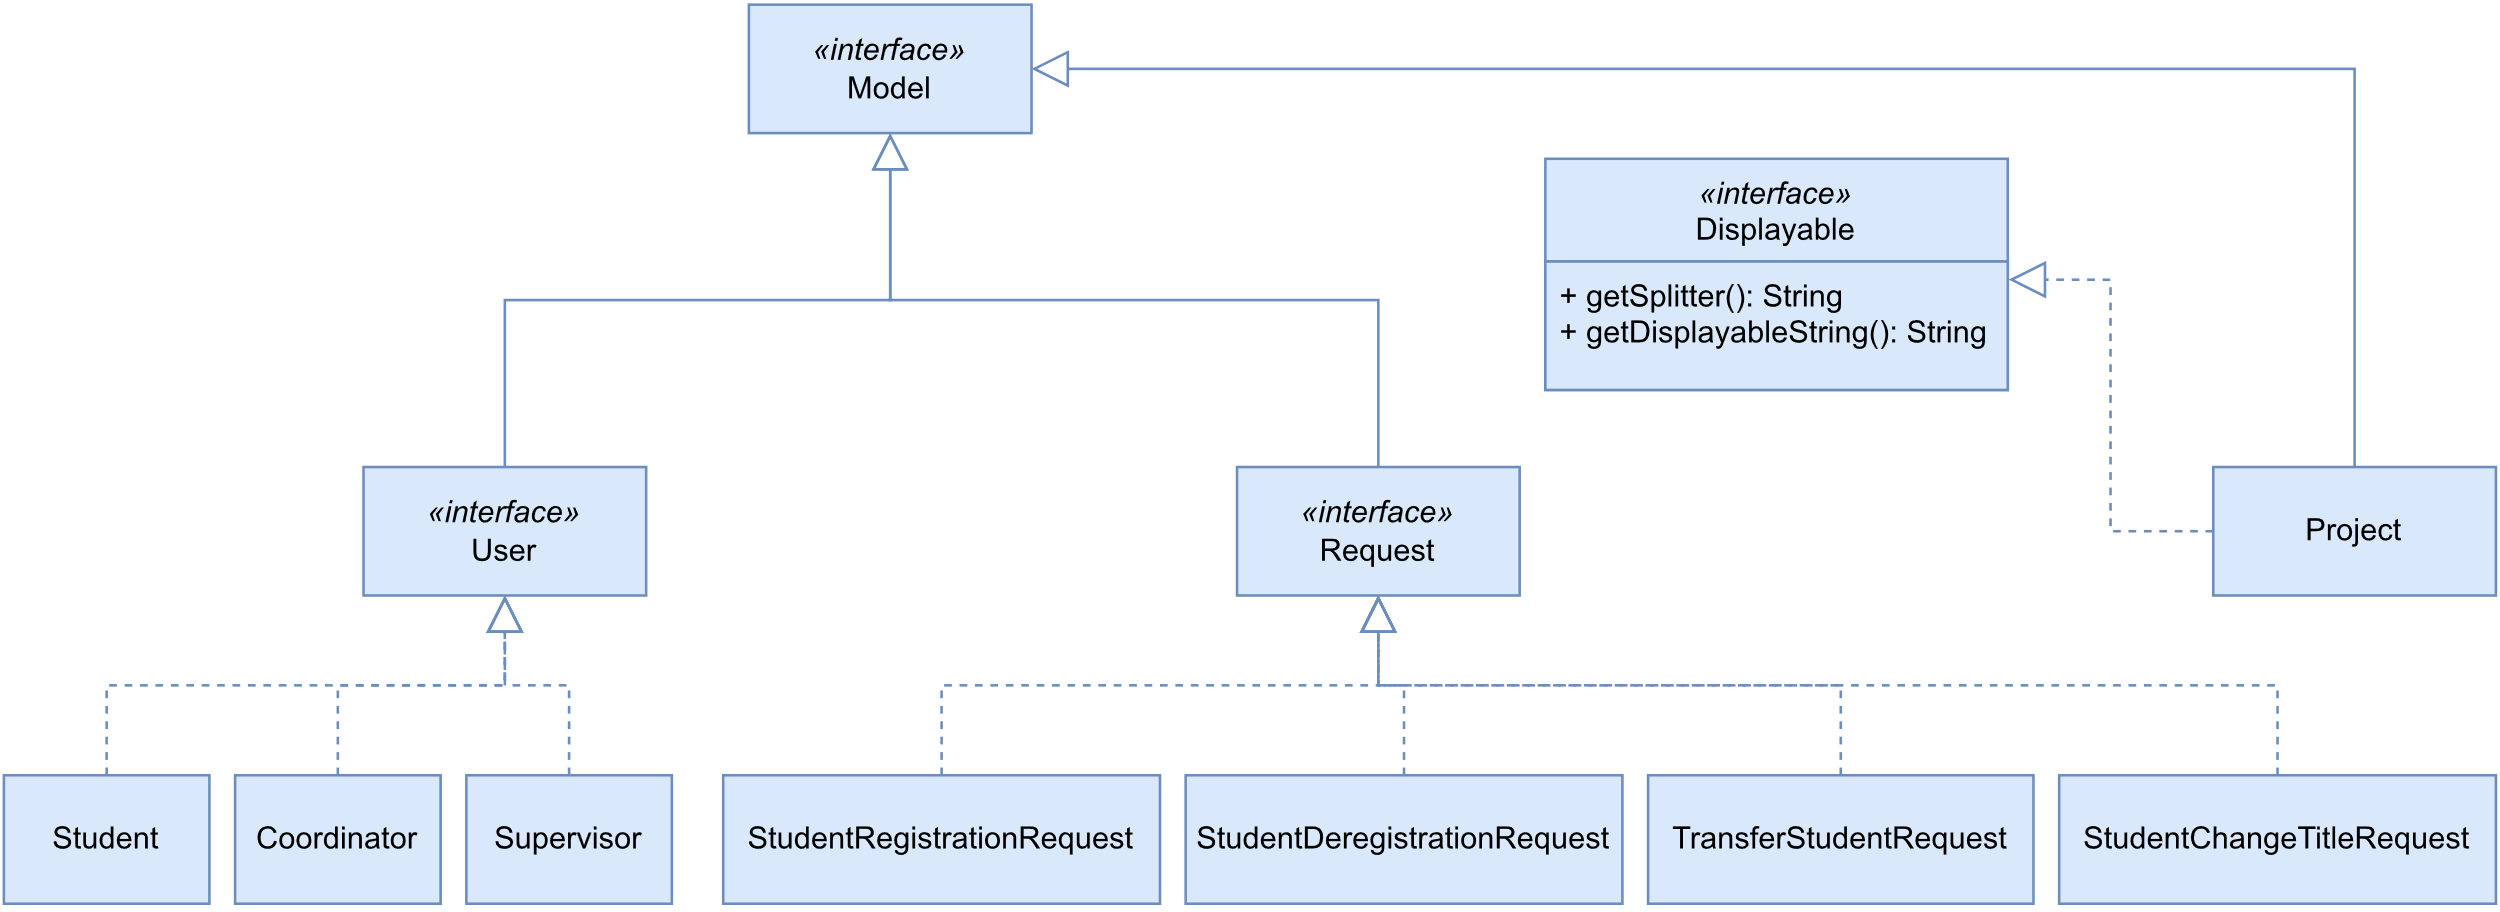 «interface»
Model
«interface»
Displayable
+ getSplitter(): String
+ getDisplayableString(): String
«interface»
User
«interface»
Request
Project
Student
Coordinator
Supervisor
StudentRegistrationRequest
StudentDeregistrationRequest
TransferStudentRequest
StudentChangeTitleRequest